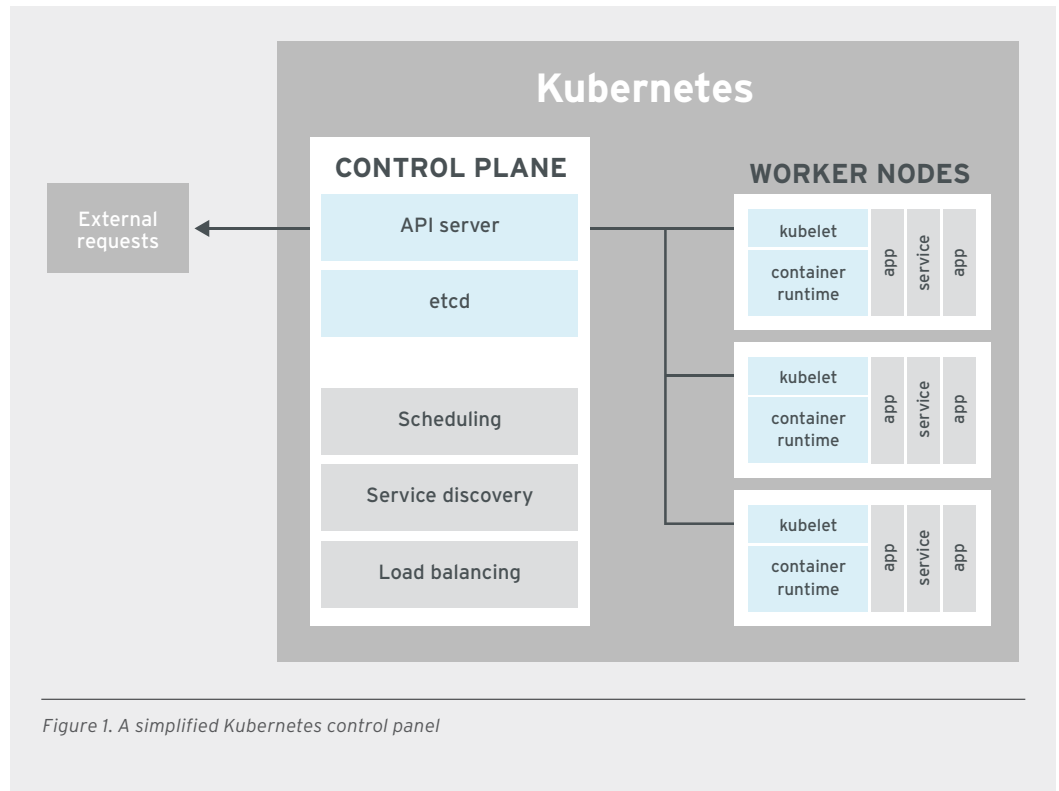 Kubernetes
CONTROL PLANE
API server
etcd
Scheduling
Service discovery
Load balancing
External
requests
WORKER NODES
kubelet
container
runtime
app
service
app
kubelet
container
runtime
app
service
app
kubelet
container
runtime
app
service
app
Figure 1. A simplified Kubernetes control panel